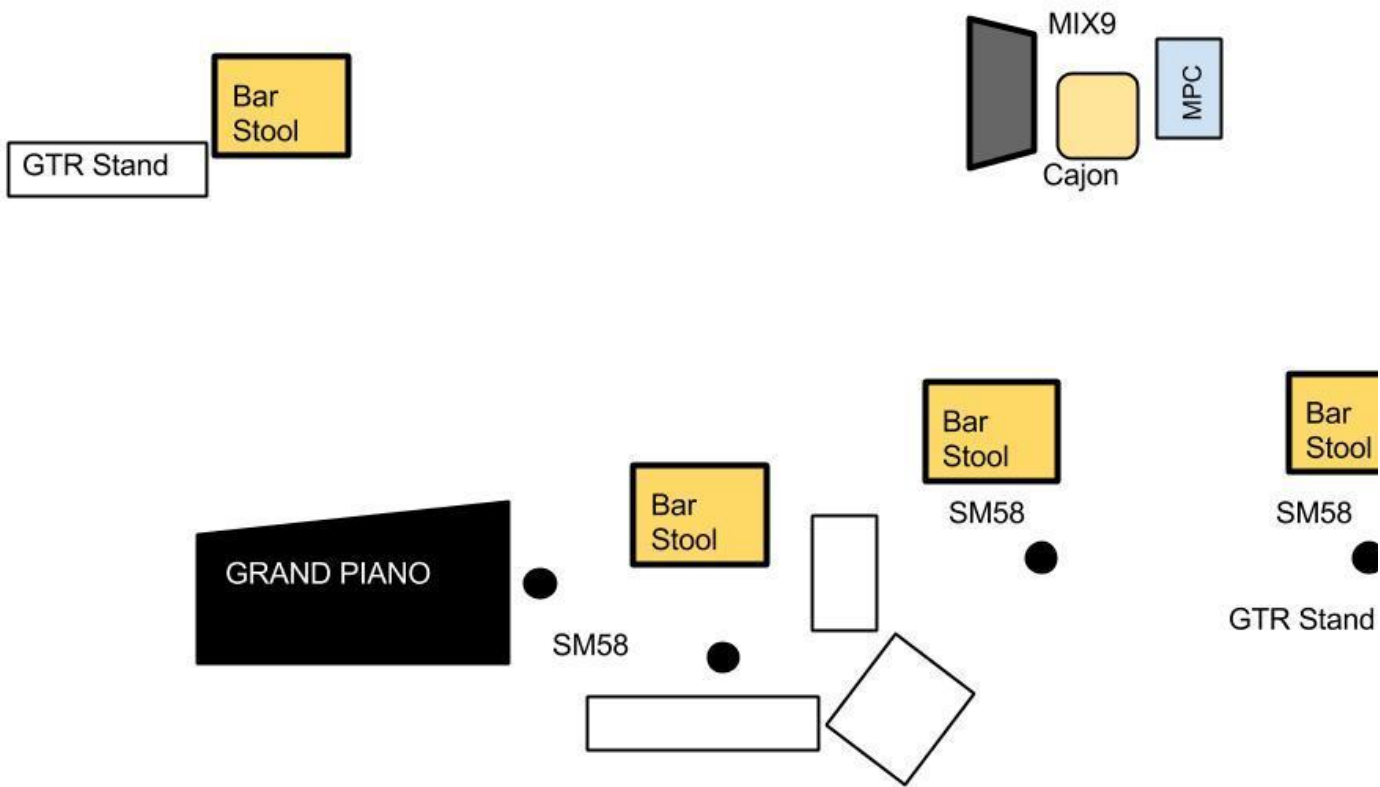 MIX9
Bar
Stool
MPC
GTR Stand
Cajon
Bar
Stool
Bar
Stool
Bar
Stool
SM58
SM58
GRAND PIANO
SM58
GTR Stand